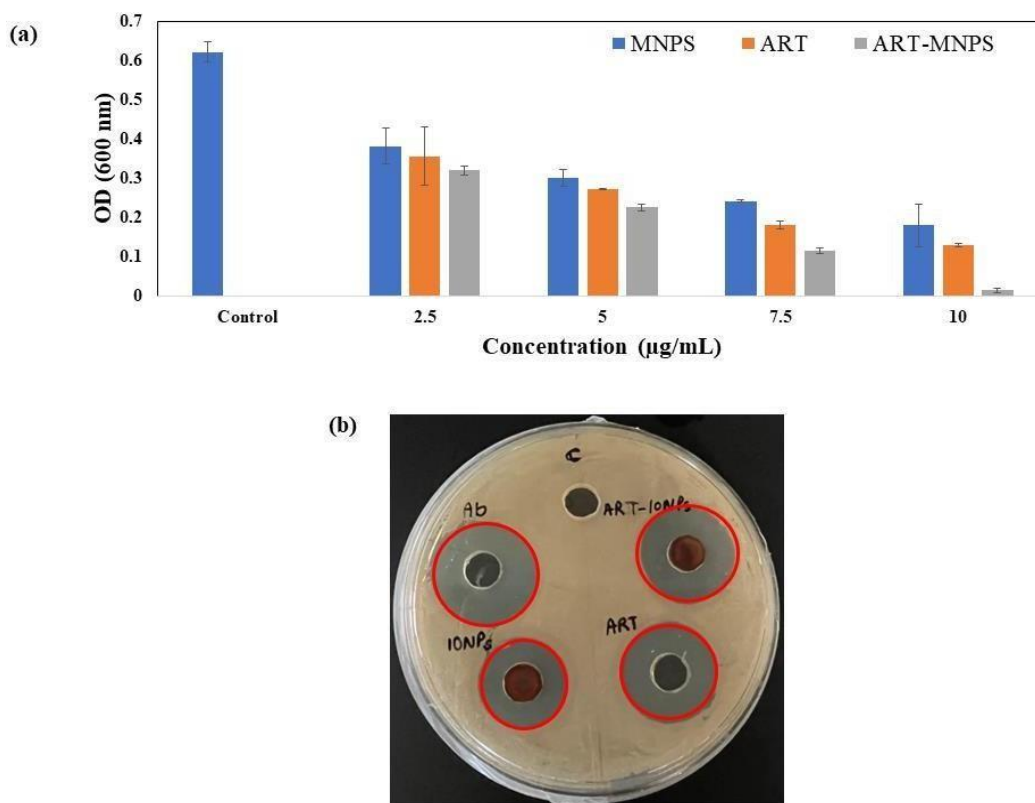 (a)
0.7
0.6
0.5
0.4
0.3
0.2
0.1
0
OD (600 nm)
MNPS ART ART-MNPS
Control 2.5 5 7.5 10
Concentration (µg/mL)
(b)
C
Ab
ART-IONPs
IONPs
ART